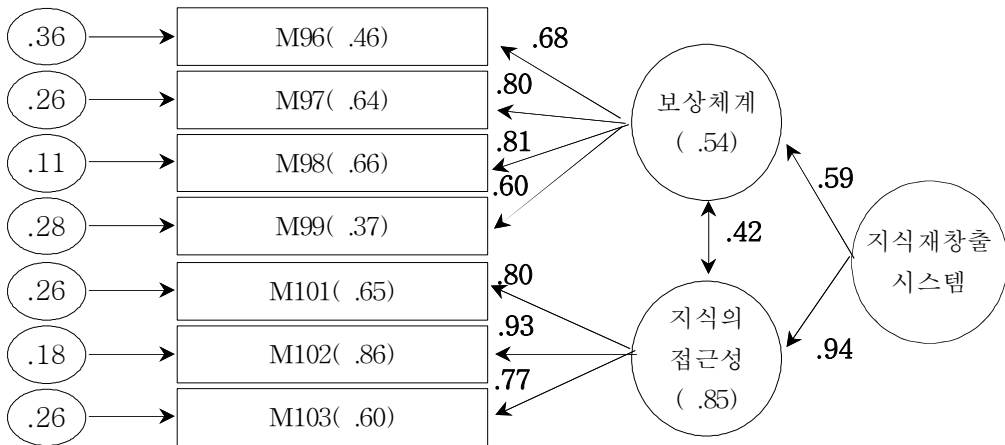 .36
M96( .46)
.68
.26
M97( .64)
.80
.11
M98( .66)
.81
.28
M99( .37)
.60
.26
M101( .65)
.80
.18
M102( .86)
.93
.26
M103( .60)
.77
보상체계
( .54)
.42
지식의
접근성
( .85)
.59
.94
지식재창출
시스템